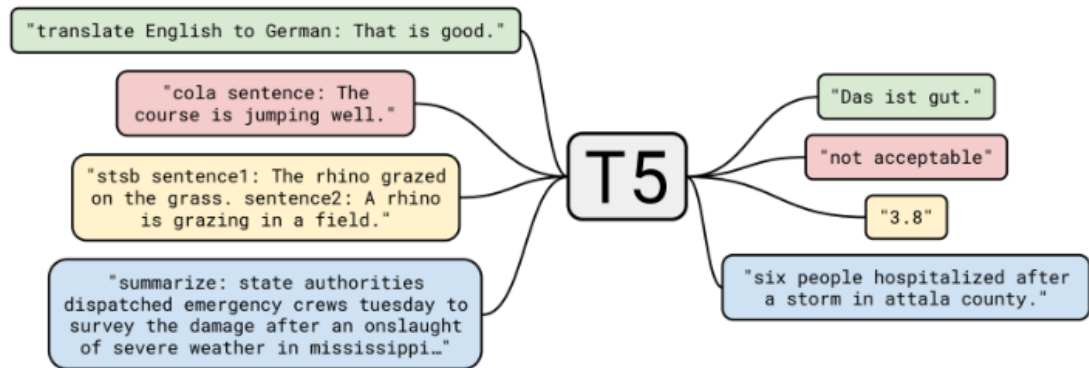 "translate English to German: That is good."
"cola sentence: The
course is jumping well."
"stsb sentence1: The rhino grazed
on the grass. sentence2: A rhino
is grazing in a field."
"summarize: state authorities
dispatched emergency crews tuesday to
survey the damage after an onslaught
of severe weather in mississippi…"
T5
"Das ist gut."
"not acceptable"
"3.8"
"six people hospitalized after
a storm in attala county."